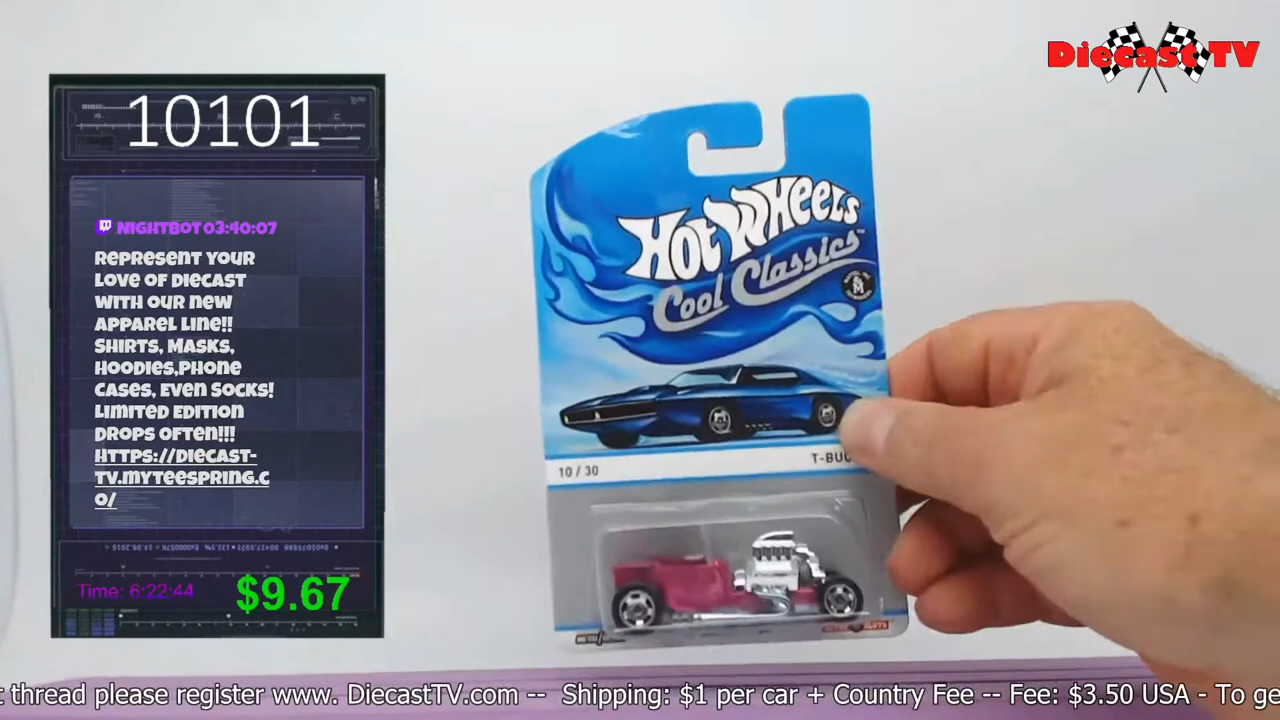 Diecast TV
10101
NIGHTBOT 03:40:07
REPRESENT YOUR
LOVE OF DIECAST
WITH OUR NEW
APPAREL LINE!!
SHIRTS, MASKS,
HOODIES,PHONE
CASES, EVEN SOCKS!
LIMITED EDITION
DROPS OFTEN!!!
HTTPS://DIECAST-
TV.MYTEESPRING.C
O/
Time: 6:22:44
$9.67
Hot Wheels
Cool Classics™
10/30
T-BUC
t thread please register www. DiecastTV.com -- Shipping: $1 per car + Country Fee -- Fee: $3.50 USA - To ge